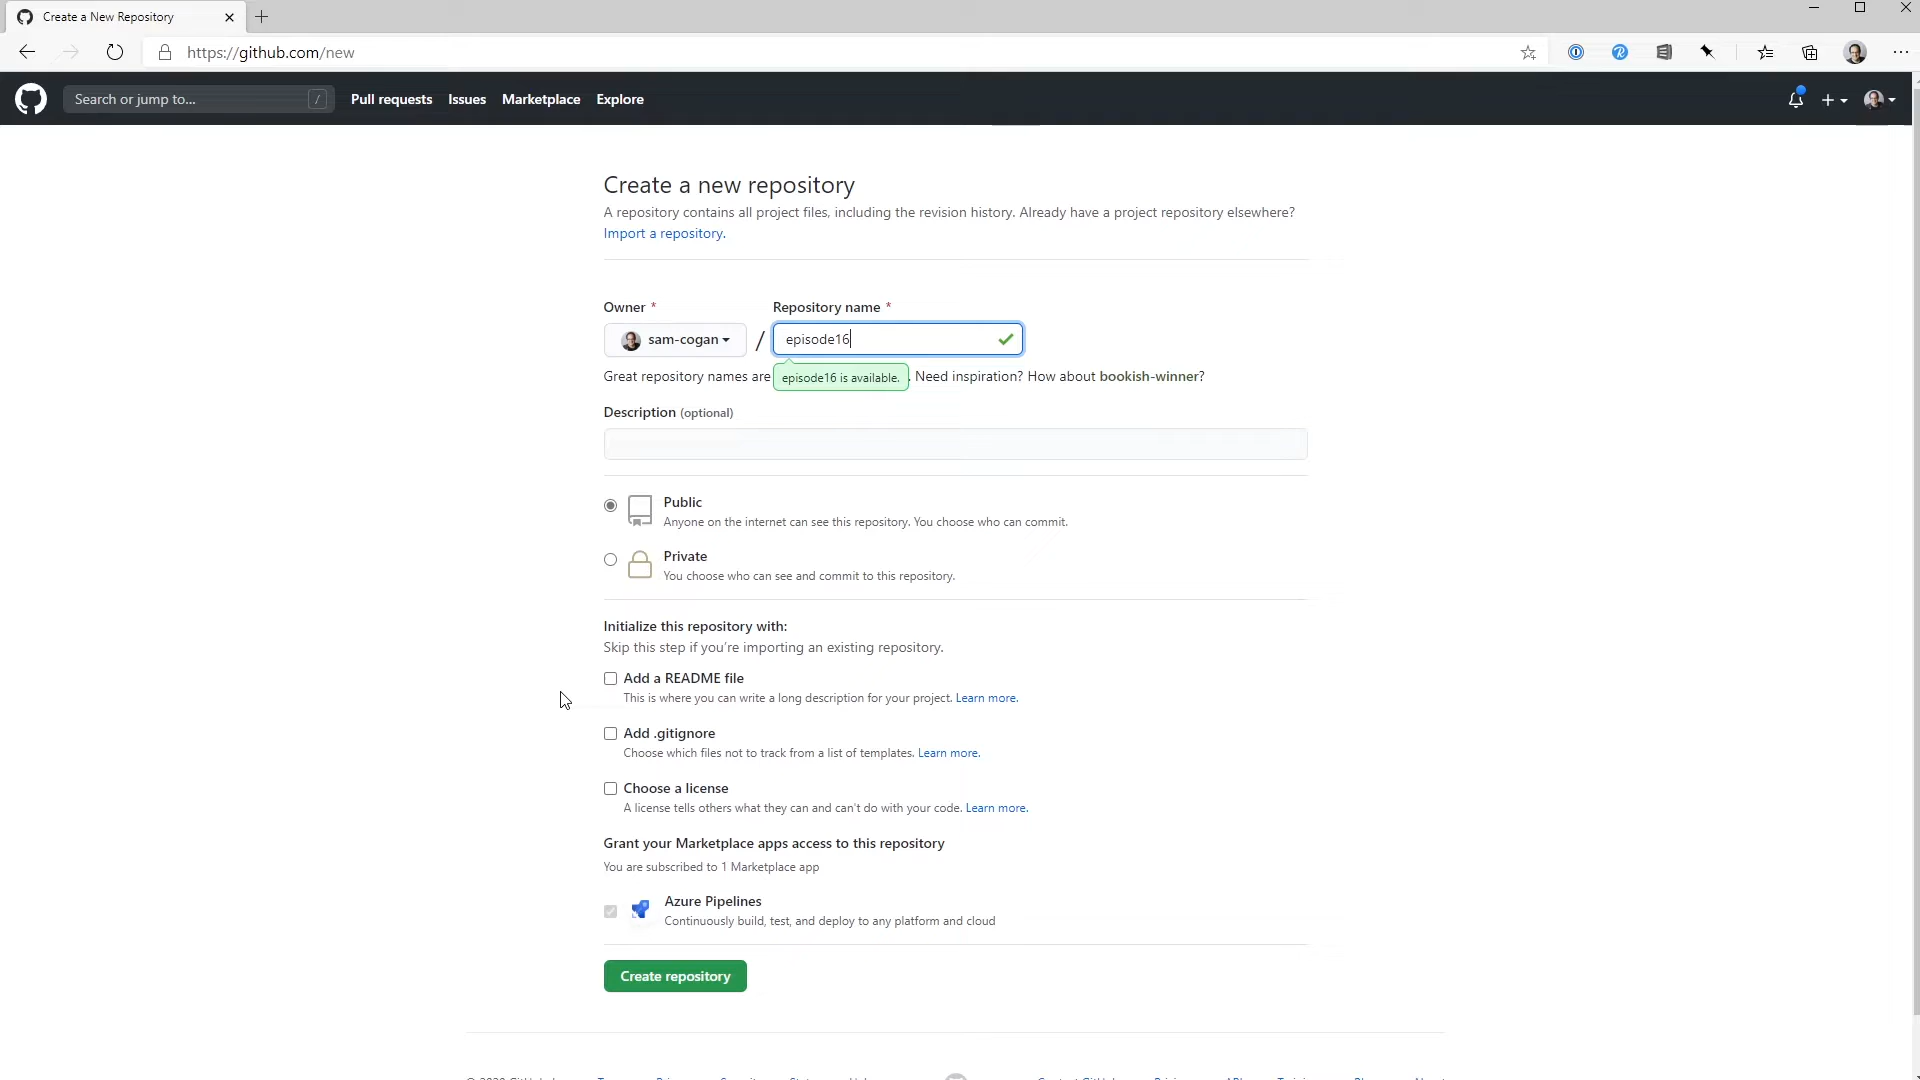 Create a New Repository
https://github.com/new
Search or jump to... /
Pull requests Issues Marketplace Explore
Create a new repository
A repository contains all project files, including the revision history. Already have a project repository elsewhere?
Import a repository.
Owner * Repository name *
sam-cogan / episode16
Great repository names are episode16 is available. . Need inspiration? How about bookish-winner?
Description (optional)
Public
Anyone on the internet can see this repository. You choose who can commit.
Private
You choose who can see and commit to this repository.
Initialize this repository with:
Skip this step if you're importing an existing repository.
Add a README file
This is where you can write a long description for your project. Learn more.
Add .gitignore
Choose which files not to track from a list of templates. Learn more.
Choose a license
A license tells others what they can and can't do with your code. Learn more.
Grant your Marketplace apps access to this repository
You are subscribed to 1 Marketplace app
Azure Pipelines
Continuously build, test, and deploy to any platform and cloud
Create repository